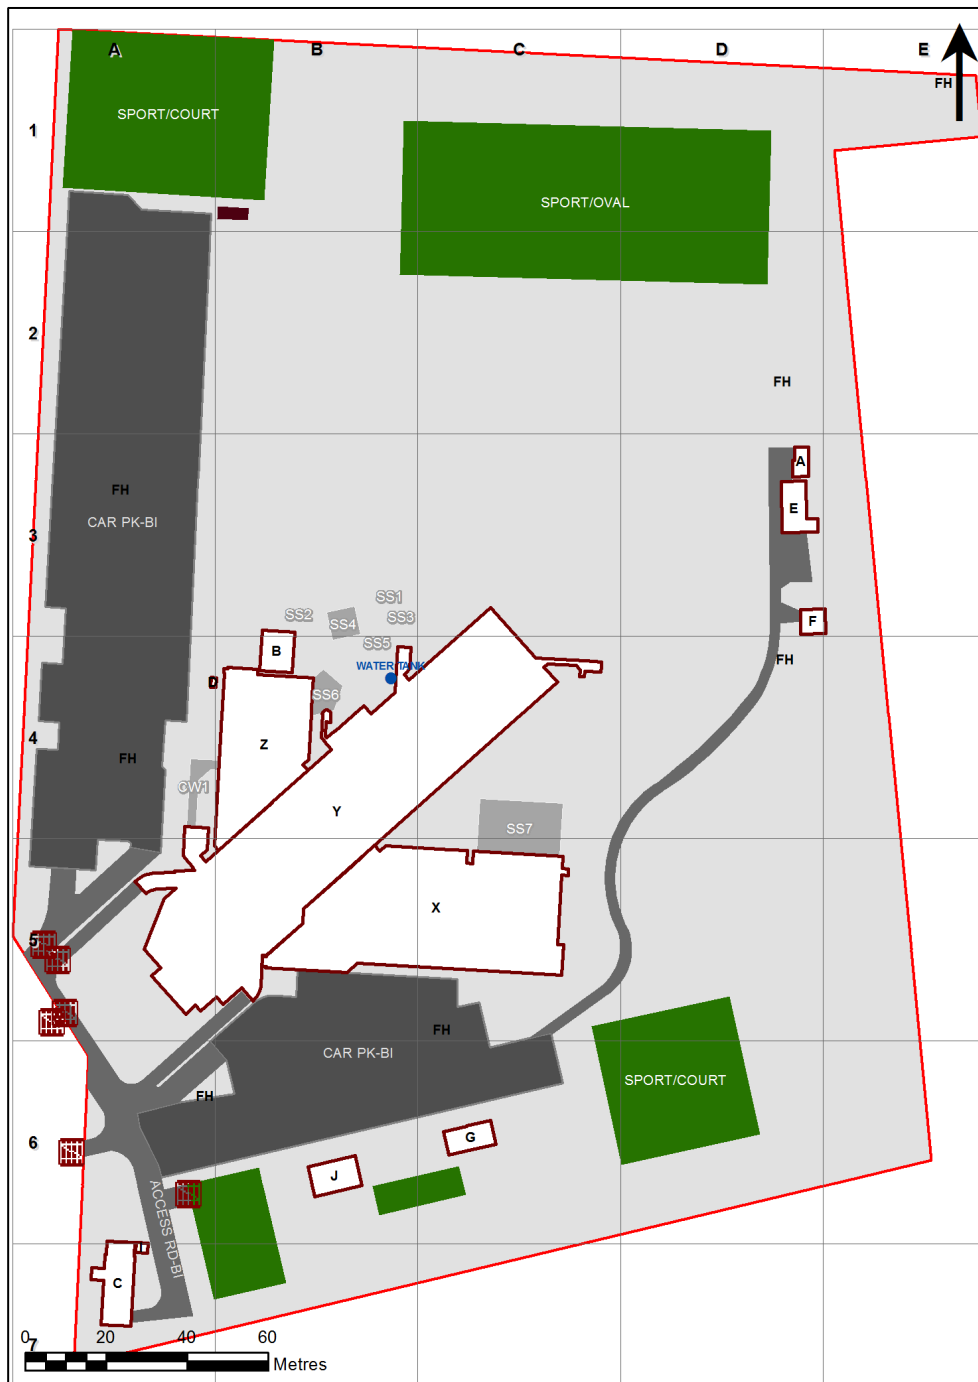 A B C D E
FH
1
SPORT/COURT
SPORT/OVAL
2
FH
A
FH
E
CAR PK-BI
3
SS1
SS2
SS3
SS4
F
SS5
B
FH
WATER TANK
D
SS6
4
Z
FH
CW1
Y
SS7
X
5
FH
CAR PK-BI
SPORT/COURT
FH
G
6
J
ACCESS RD-BI
I
C
7
0 20 40 60
Metres